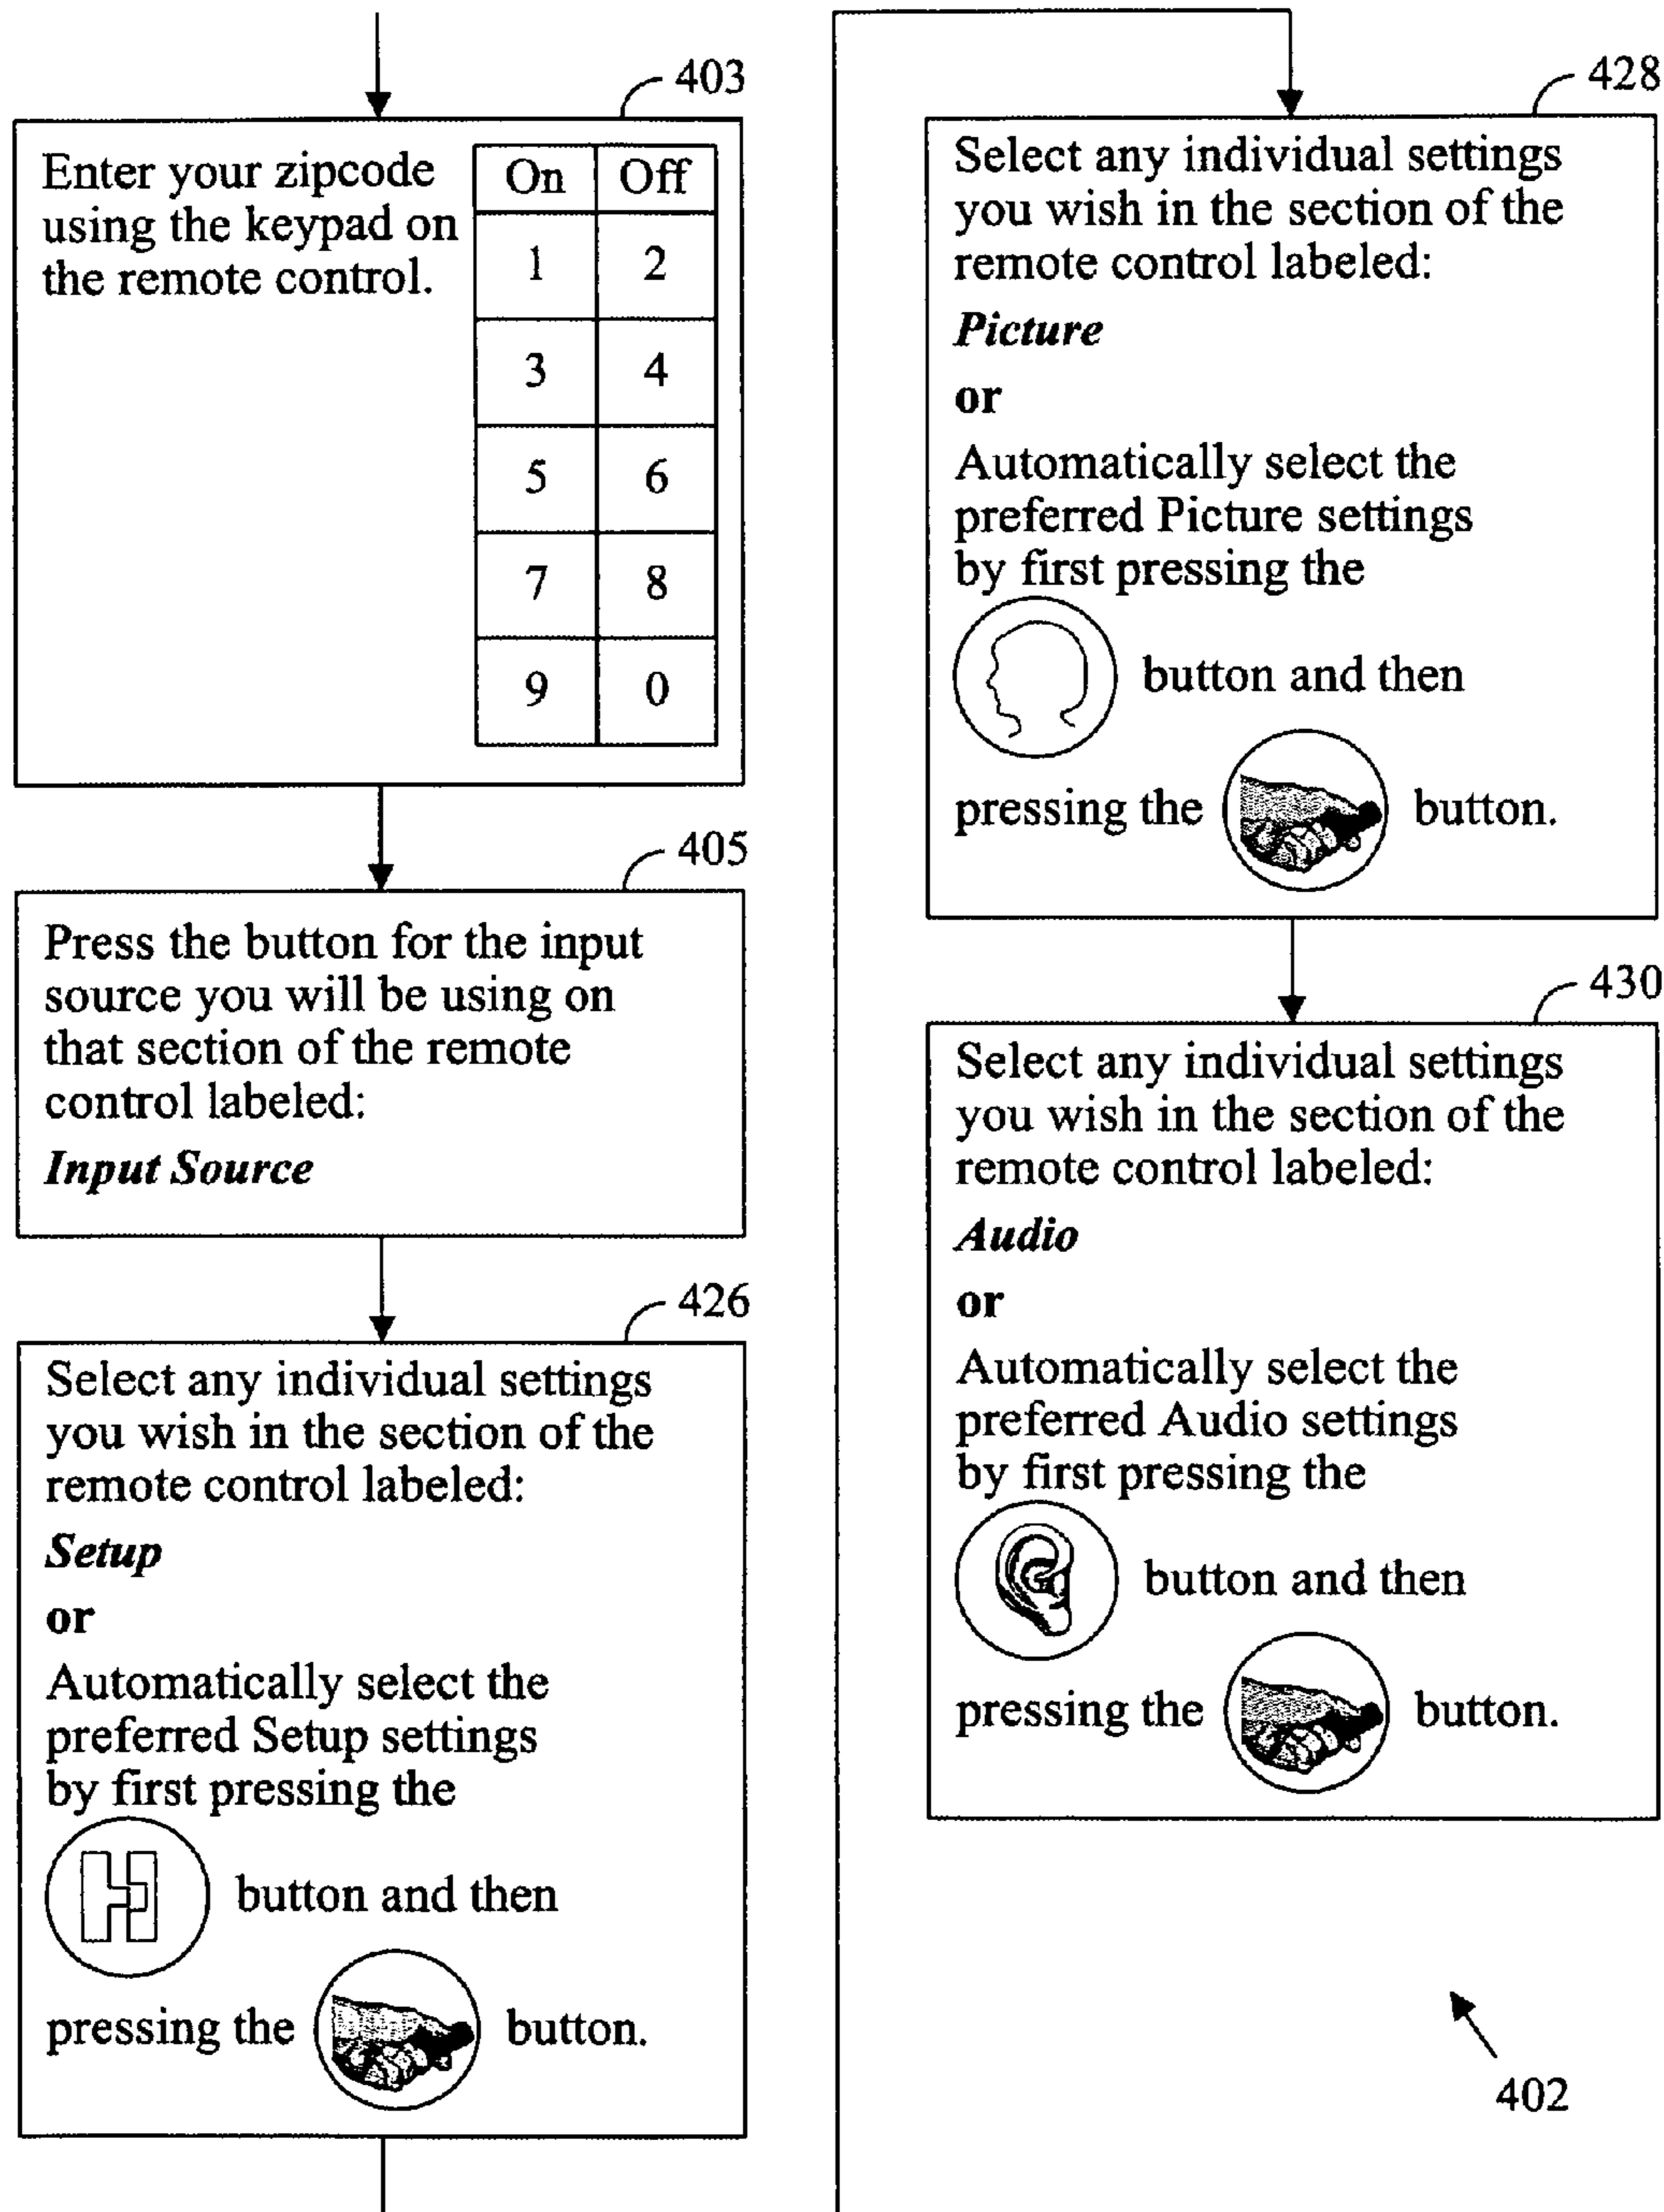 403
Enter your zipcode
using the keypad on
the remote control.
On Off
1 2
3 4
5 6
7 8
9 0
405
Press the button for the input
source you will be using on
that section of the remote
control labeled:
Input Source
426
Select any individual settings
you wish in the section of the
remote control labeled:
Setup
or
Automatically select the
preferred Setup settings
by first pressing the
button and then
pressing the button.
428
Select any individual settings
you wish in the section of the
remote control labeled:
Picture
or
Automatically select the
preferred Picture settings
by first pressing the
button and then
pressing the button.
430
Select any individual settings
you wish in the section of the
remote control labeled:
Audio
or
Automatically select the
preferred Audio settings
by first pressing the
button and then
pressing the button.
402